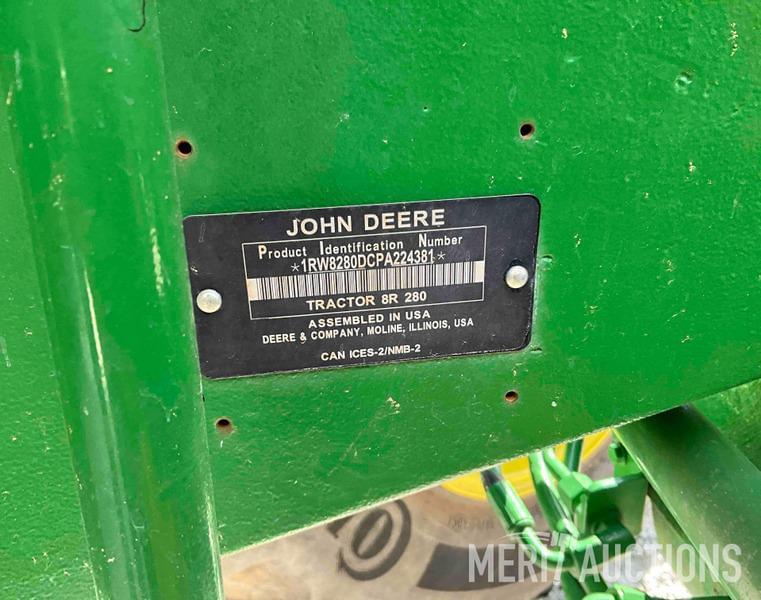 JOHN DEERE
Product Identification Number
*1RW8280DCPA224381*
TRACTOR 8R 280
ASSEMBLED IN USA
DEERE & COMPANY, MOLINE, ILLINOIS, USA
CAN ICES-2/NMB-2
MERIT AUCTIONS